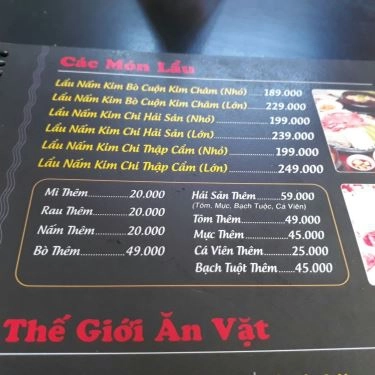 Các Món Lẩu
Lẩu Nấm Kim Bò Cuộn Kim Châm (Nhỏ) 189.000
Lẩu Nấm Kim Bò Cuộn Kim Châm (Lớn) 229.000
Lẩu Nấm Kim Chi Hải Sản (Nhỏ) 199.000
Lẩu Nấm Kim Chi Hải Sản (Lớn) 239.000
Lẩu Nấm Kim Chi Thập Cẩm (Nhỏ) 199.000
Lẩu Nấm Kim Chi Thập Cẩm (Lớn) 249.000
Mì Thêm 20.000
Rau Thêm 20.000
Nấm Thêm 20.000
Bò Thêm 49.000
Hải Sản Thêm 59.000
(Tôm, Mực, Bạch Tuộc, Cá Viên)
Tôm Thêm 49.000
Mực Thêm 45.000
Cá Viên Thêm 25.000
Bạch Tuột Thêm 45.000
Thế Giới Ăn Vặt